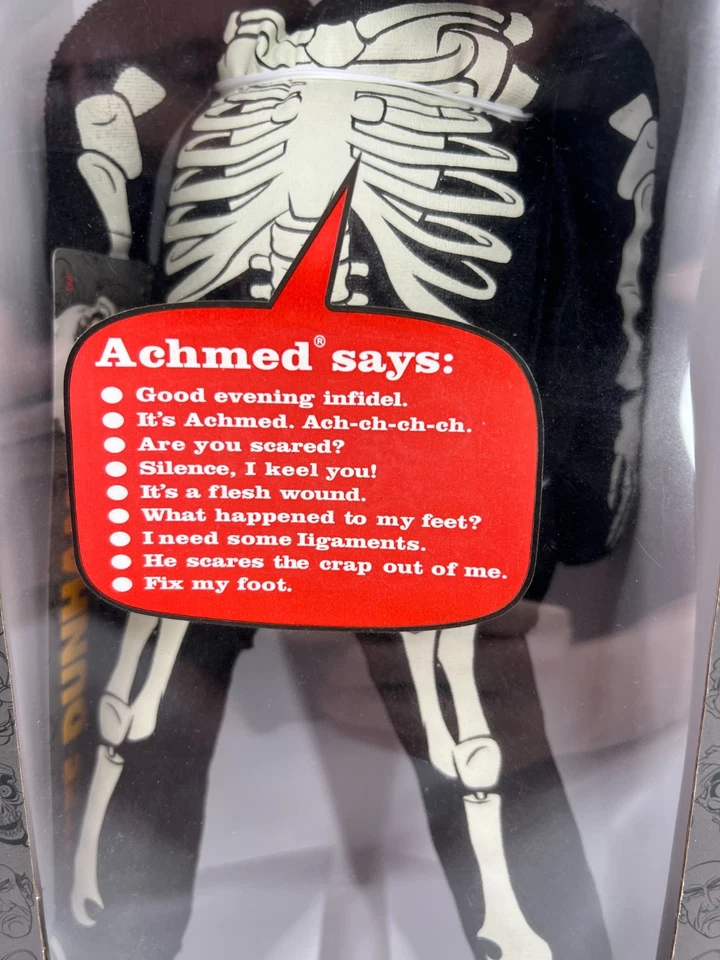 Achmed® says:
Good evening infidel.
It's Achmed. Ach-ch-ch-ch.
Are you scared?
Silence, I keel you!
It's a flesh wound.
What happened to my feet?
I need some ligaments.
He scares the crap out of me.
Fix my foot.
DUNHAM